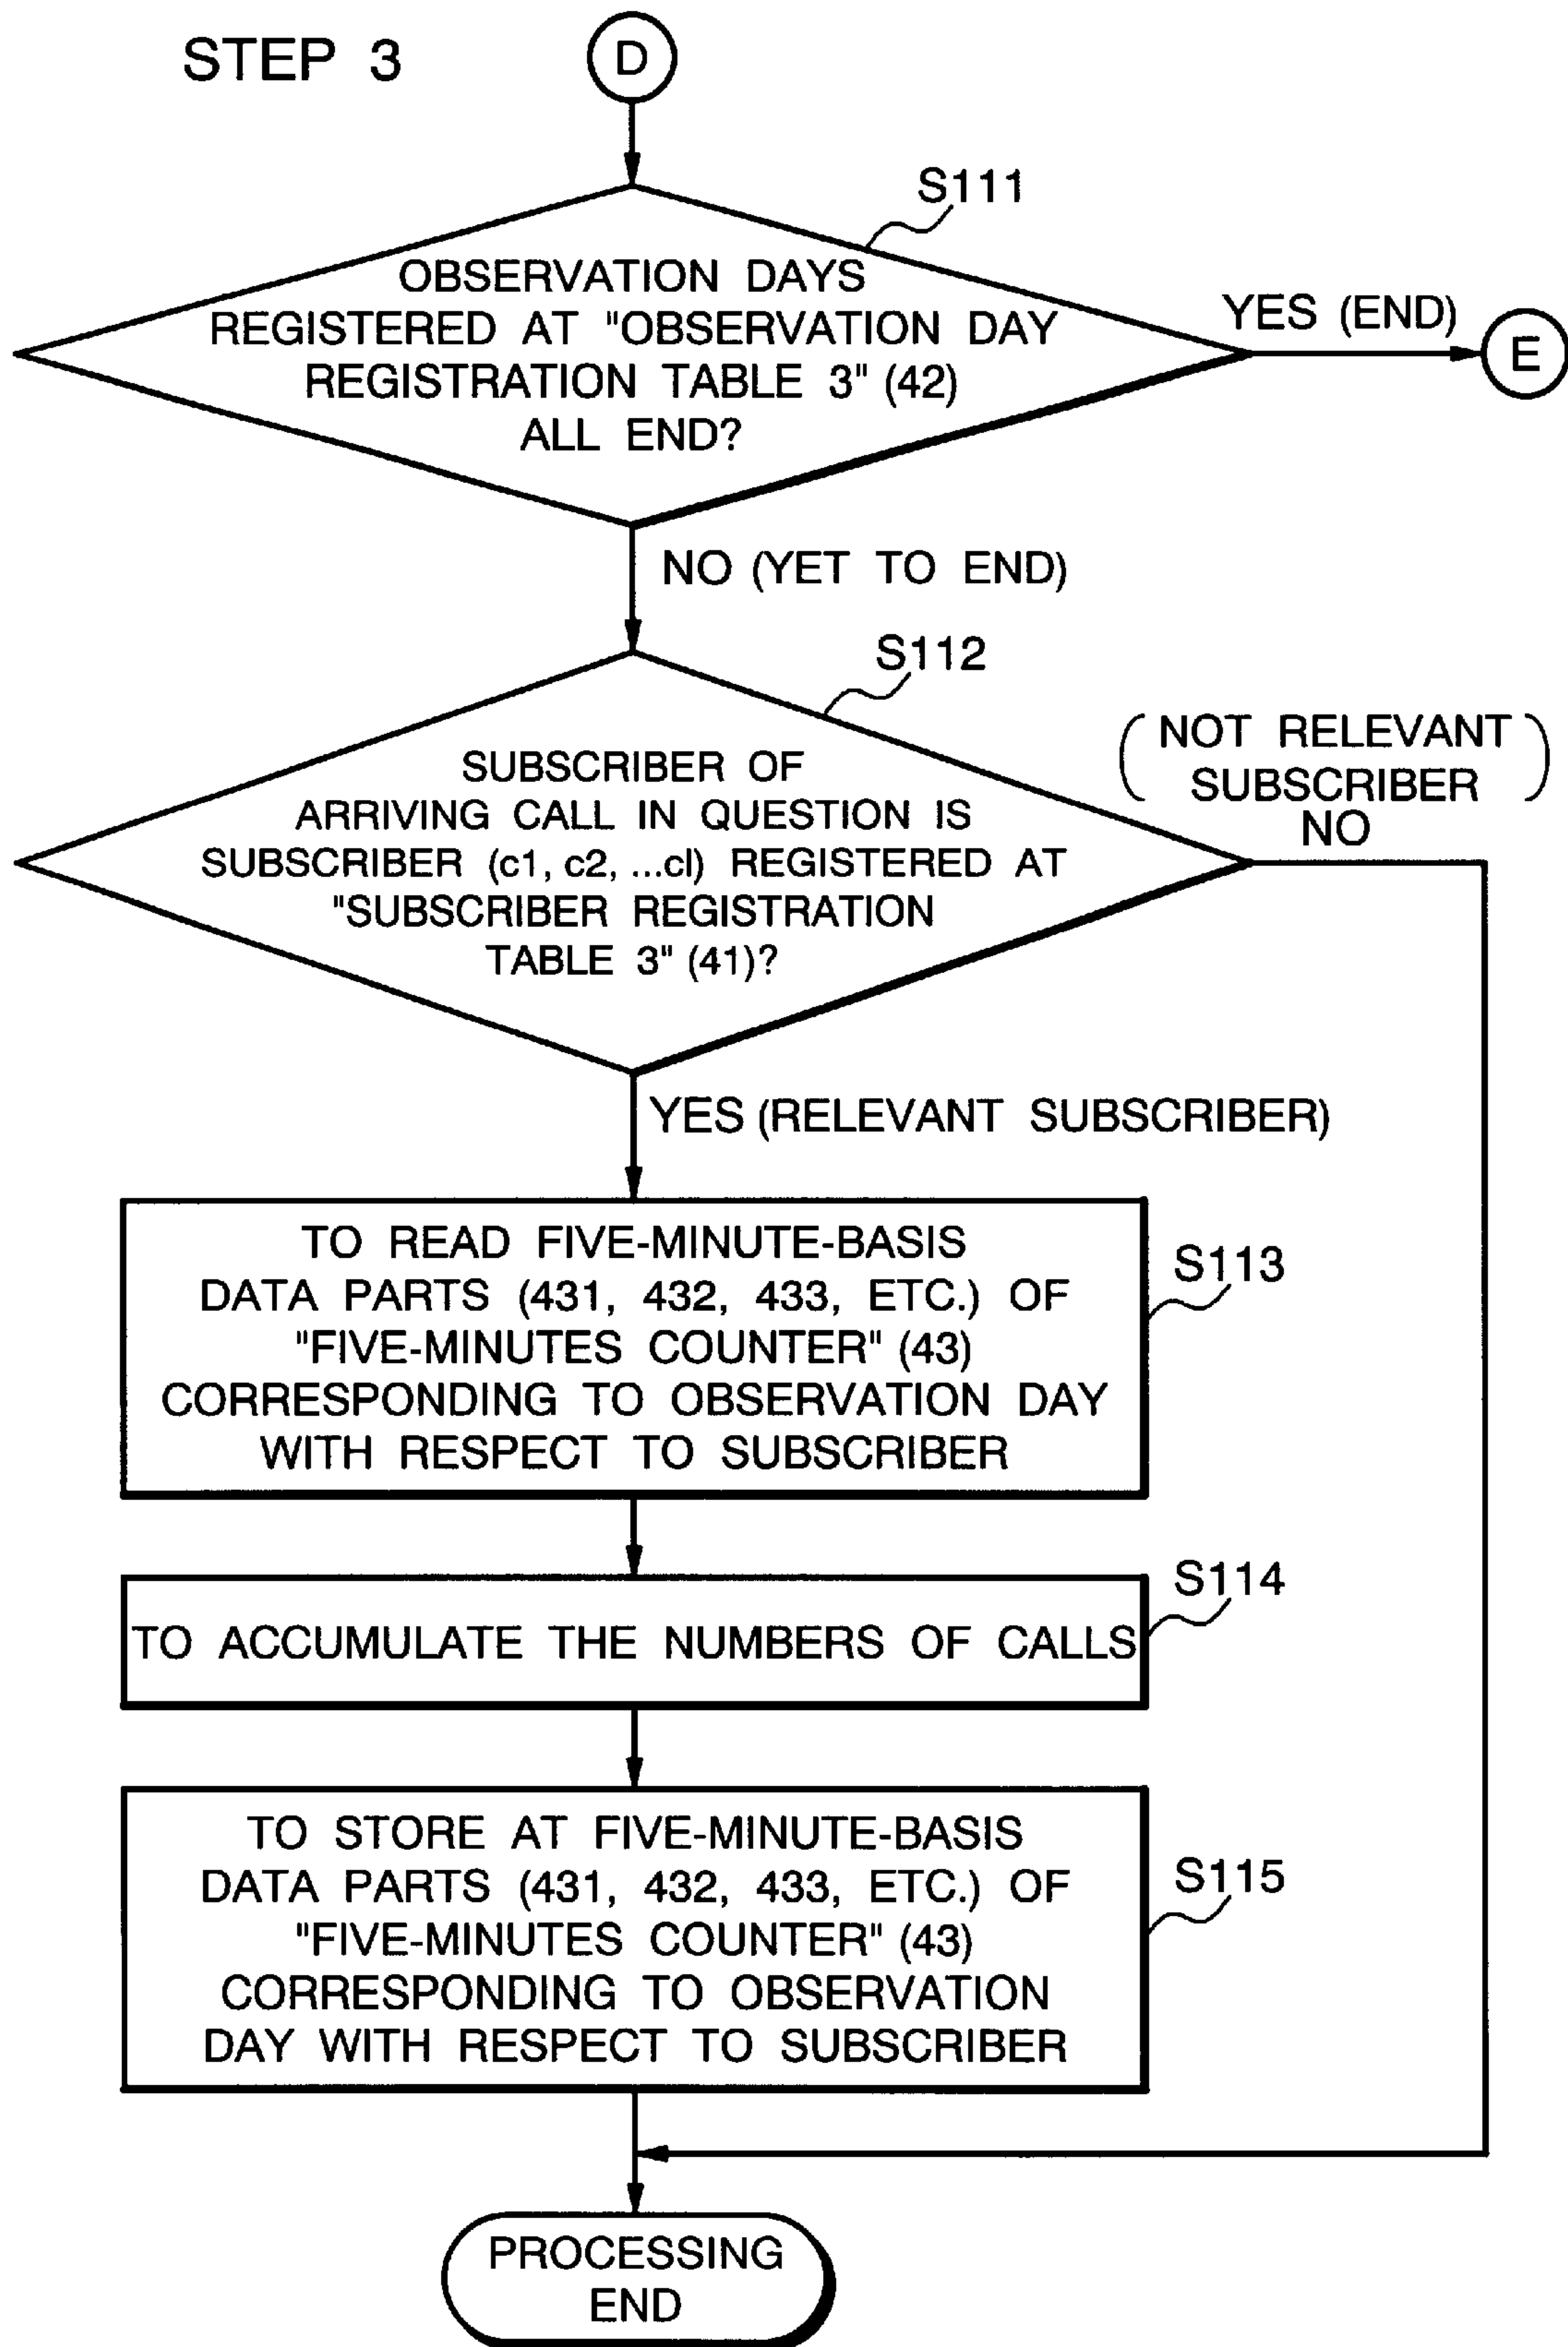 STEP 3
D
S111
OBSERVATION DAYS
REGISTERED AT "OBSERVATION DAY
REGISTRATION TABLE 3" (42)
ALL END?
YES (END)
E
NO (YET TO END)
S112
SUBSCRIBER OF
ARRIVING CALL IN QUESTION IS
SUBSCRIBER (c1, c2, ...cl) REGISTERED AT
"SUBSCRIBER REGISTRATION
TABLE 3" (41)?
(NOT RELEVANT
SUBSCRIBER)
NO
YES (RELEVANT SUBSCRIBER)
TO READ FIVE-MINUTE-BASIS
DATA PARTS (431, 432, 433, ETC.) OF
"FIVE-MINUTES COUNTER" (43)
CORRESPONDING TO OBSERVATION DAY
WITH RESPECT TO SUBSCRIBER
S113
TO ACCUMULATE THE NUMBERS OF CALLS
S114
TO STORE AT FIVE-MINUTE-BASIS
DATA PARTS (431, 432, 433, ETC.) OF
"FIVE-MINUTES COUNTER" (43)
CORRESPONDING TO OBSERVATION
DAY WITH RESPECT TO SUBSCRIBER
S115
PROCESSING
END